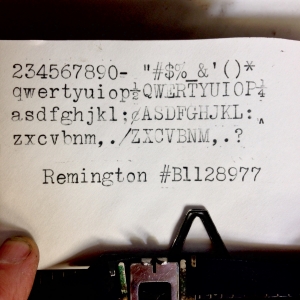 234567890- "#$%_&'()*
qwertyuiop½QWERTYUIOP¼
asdfghjkl:¢ASDFGHJKL:^
zxcvbnm,./ZXCVBNM,.?
Remington #B1128977